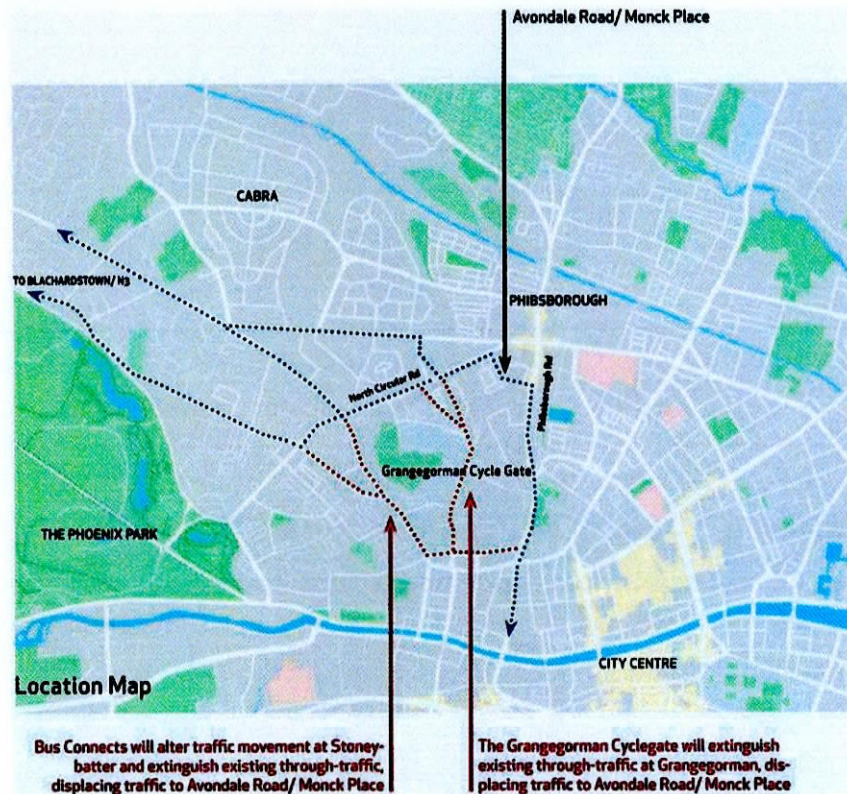 Avondale Road/ Monck Place
CABRA
TO BLACHARDSTOWN/ N3
PHIBSBOROUGH
North Circular Rd
Phibsborough Rd
Grangegorman Cycle Gate
THE PHOENIX PARK
CITY CENTRE
Location Map
Bus Connects will alter traffic movement at Stoney-
batter and extinguish existing through-traffic,
displacing traffic to Avondale Road/ Monck Place
The Grangegorman Cyclegate will extinguish
existing through-traffic at Grangegorman, dis-
placing traffic to Avondale Road/ Monck Place